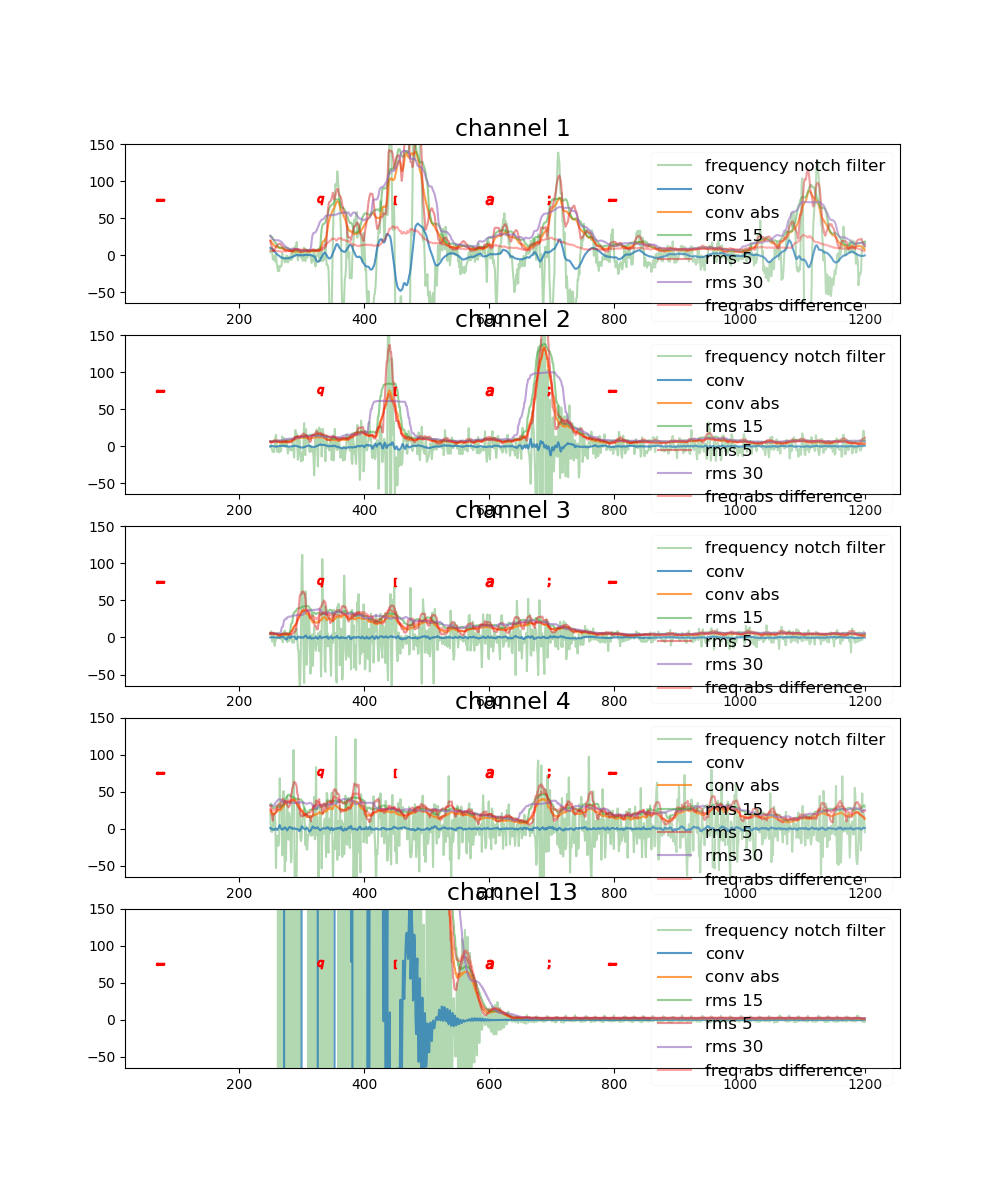 channel 1
150
100
50
0
−50
– q [ a ; –
frequency notch filter
conv
conv abs
rms 15
rms 5
rms 30
freq abs difference
200 400 600 800 1000 1200
channel 2
150
100
50
0
−50
– q [ a ; –
frequency notch filter
conv
conv abs
rms 15
rms 5
rms 30
freq abs difference
200 400 600 800 1000 1200
channel 3
150
100
50
0
−50
– q [ a ; –
frequency notch filter
conv
conv abs
rms 15
rms 5
rms 30
freq abs difference
200 400 600 800 1000 1200
channel 4
150
100
50
0
−50
– q [ a ; –
frequency notch filter
conv
conv abs
rms 15
rms 5
rms 30
freq abs difference
200 400 600 800 1000 1200
channel 13
150
100
50
0
−50
– q [ a ; –
frequency notch filter
conv
conv abs
rms 15
rms 5
rms 30
freq abs difference
200 400 600 800 1000 1200